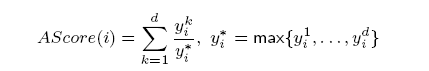 AScore(i) = \sum_{k=1}^{d} \frac{y_i^k}{y_i^*}, y_i^* = max\{y_i^1, \ldots, y_i^d\}